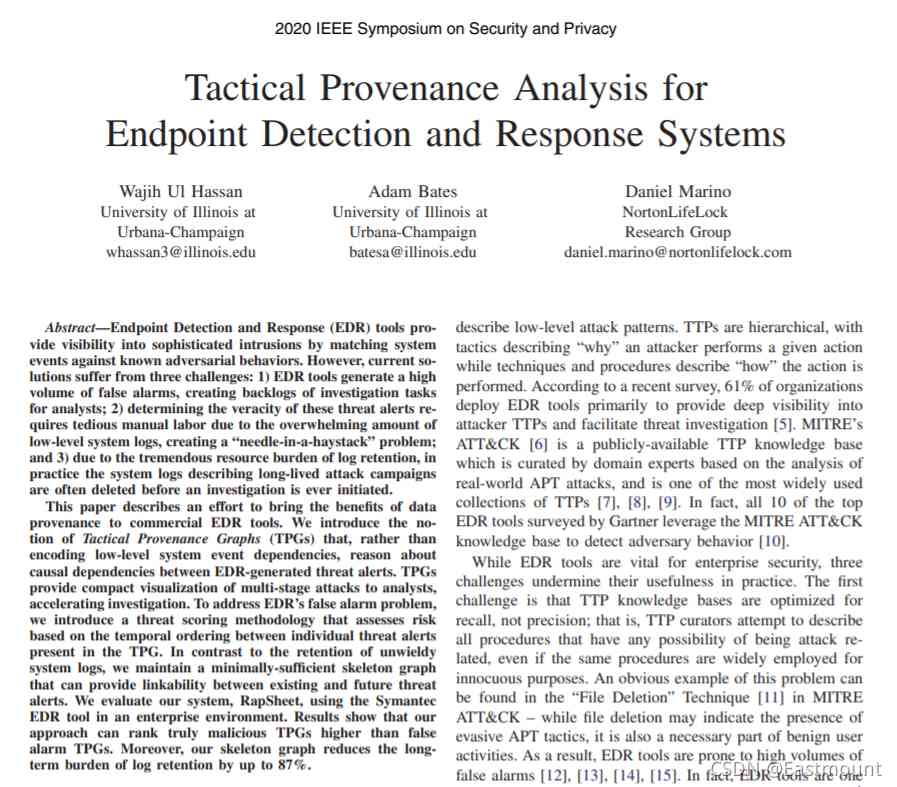 2020 IEEE Symposium on Security and Privacy
Tactical Provenance Analysis for
Endpoint Detection and Response Systems
Wajih Ul Hassan
University of Illinois at
Urbana-Champaign
whassan3@illinois.edu
Adam Bates
University of Illinois at
Urbana-Champaign
batesa@illinois.edu
Daniel Marino
NortonLifeLock
Research Group
daniel.marino@nortonlifelock.com
Abstract—Endpoint Detection and Response (EDR) tools pro-
vide visibility into sophisticated intrusions by matching system
events against known adversarial behaviors. However, current so-
lutions suffer from three challenges: 1) EDR tools generate a high
volume of false alarms, creating backlogs of investigation tasks
for analysts; 2) determining the veracity of these threat alerts re-
quires tedious manual labor due to the overwhelming amount of
low-level system logs, creating a “needle-in-a-haystack” problem;
and 3) due to the tremendous resource burden of log retention, in
practice the system logs describing long-lived attack campaigns
are often deleted before an investigation is ever initiated.
This paper describes an effort to bring the benefits of data
provenance to commercial EDR tools. We introduce the no-
tion of Tactical Provenance Graphs (TPGs) that, rather than
encoding low-level system event dependencies, reason about
causal dependencies between EDR-generated threat alerts. TPGs
provide compact visualization of multi-stage attacks to analysts,
accelerating investigation. To address EDR’s false alarm problem,
we introduce a threat scoring methodology that assesses risk
based on the temporal ordering between individual threat alerts
present in the TPG. In contrast to the retention of unwieldy
system logs, we maintain a minimally-sufficient skeleton graph
that can provide linkability between existing and future threat
alerts. We evaluate our system, RapSheet, using the Symantec
EDR tool in an enterprise environment. Results show that our
approach can rank truly malicious TPGs higher than false
alarm TPGs. Moreover, our skeleton graph reduces the long-
term burden of log retention by up to 87%.
describe low-level attack patterns. TTPs are hierarchical, with
tactics describing “why” an attacker performs a given action
while techniques and procedures describe “how” the action is
performed. According to a recent survey, 61% of organizations
deploy EDR tools primarily to provide deep visibility into
attacker TTPs and facilitate threat investigation [5]. MITRE’s
ATT&CK [6] is a publicly-available TTP knowledge base
which is curated by domain experts based on the analysis of
real-world APT attacks, and is one of the most widely used
collections of TTPs [7], [8], [9]. In fact, all 10 of the top
EDR tools surveyed by Gartner leverage the MITRE ATT&CK
knowledge base to detect adversary behavior [10].
While EDR tools are vital for enterprise security, three
challenges undermine their usefulness in practice. The first
challenge is that TTP knowledge bases are optimized for
recall, not precision; that is, TTP curators attempt to describe
all procedures that have any possibility of being attack re-
lated, even if the same procedures are widely employed for
innocuous purposes. An obvious example of this problem can
be found in the “File Deletion” Technique [11] in MITRE
ATT&CK – while file deletion may indicate the presence of
evasive APT tactics, it is also a necessary part of benign user
activities. As a result, EDR tools are prone to high volumes of
false alarms [12], [13], [14], [15]. In fact, EDR tools are one
CSDN @Eastmount